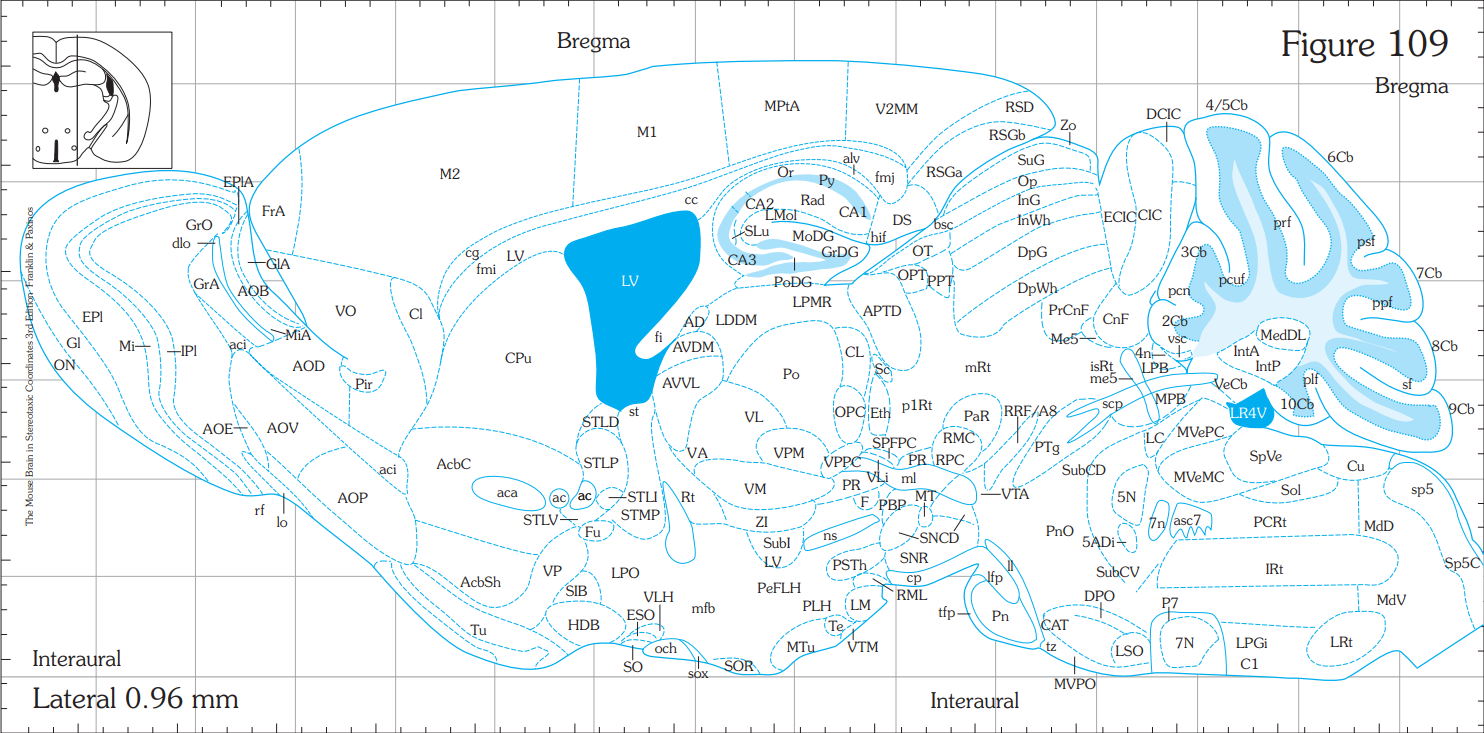 Bregma
Figure 109
Bregma
4/5Cb
DCIC
RSD
Zo
MPtA
V2MM
M1
RSGb
6Cb
SuG
alv
RSGa
M2
Or
Py
fmj
Op
EPlA
CA2
Rad
InG
cc
FrA
LMol
CA1
DS
InWh
ECIC
CIC
prf
GrO
bsc
SLu
MoDG
hif
psf
dlo
cg
LV
GrDG
OT
DpG
3Cb
GlA
fmi
CA3
OPT
PPT
7Cb
GrA
AOB
LV
PoDG
DpWh
pcn
pcuf
LPMR
ppf
VO
Cl
APTD
PrCnF
EPl
AD
LDDM
CnF
2Cb
MiA
fi
Me5
vsc
MedDL
Gl
Mi
IPl
aci
AVDM
CL
4n
IntA
8Cb
ON
AOD
CPu
Po
Sc
mRt
isRt
LPB
IntP
Pir
AVVL
me5
VeCb
plf
sf
scp
MPB
st
OPC
Eth
p1Rt
PaR
RRF/A8
LR4V
10Cb
9Cb
STLD
VL
AOE
AOV
SPFPC
RMC
PTg
LC
MVePC
VA
VPM
VPPC
PR
RPC
AcbC
STLP
SubCD
SpVe
Cu
aci
VLi
MVeMC
ml
aca
ac
ac
STLI
Rt
VM
PR
MT
VTA
5N
Sol
sp5
AOP
F
PBP
rf
lo
STLV
STMP
ZI
7n
asc7
PCRt
MdD
Fu
ns
SNCD
PnO
5ADi
SubI
LV
SNR
Sp5C
VP
LPO
PSTh
ll
SubCV
IRt
AcbSh
cp
lfp
SIB
PeFLH
RML
DPO
VLH
mfb
PLH
LM
tfp
Pn
P7
MdV
ESO
HDB
Te
CAT
Tu
och
MTu
VTM
tz
LSO
7N
LPGi
LRt
SO
SOR
C1
sox
MVPO
Interaural
Lateral 0.96 mm
Interaural
The Mouse Brain in Stereotaxic Coordinates 3rd Edition Franklin & Paxinos